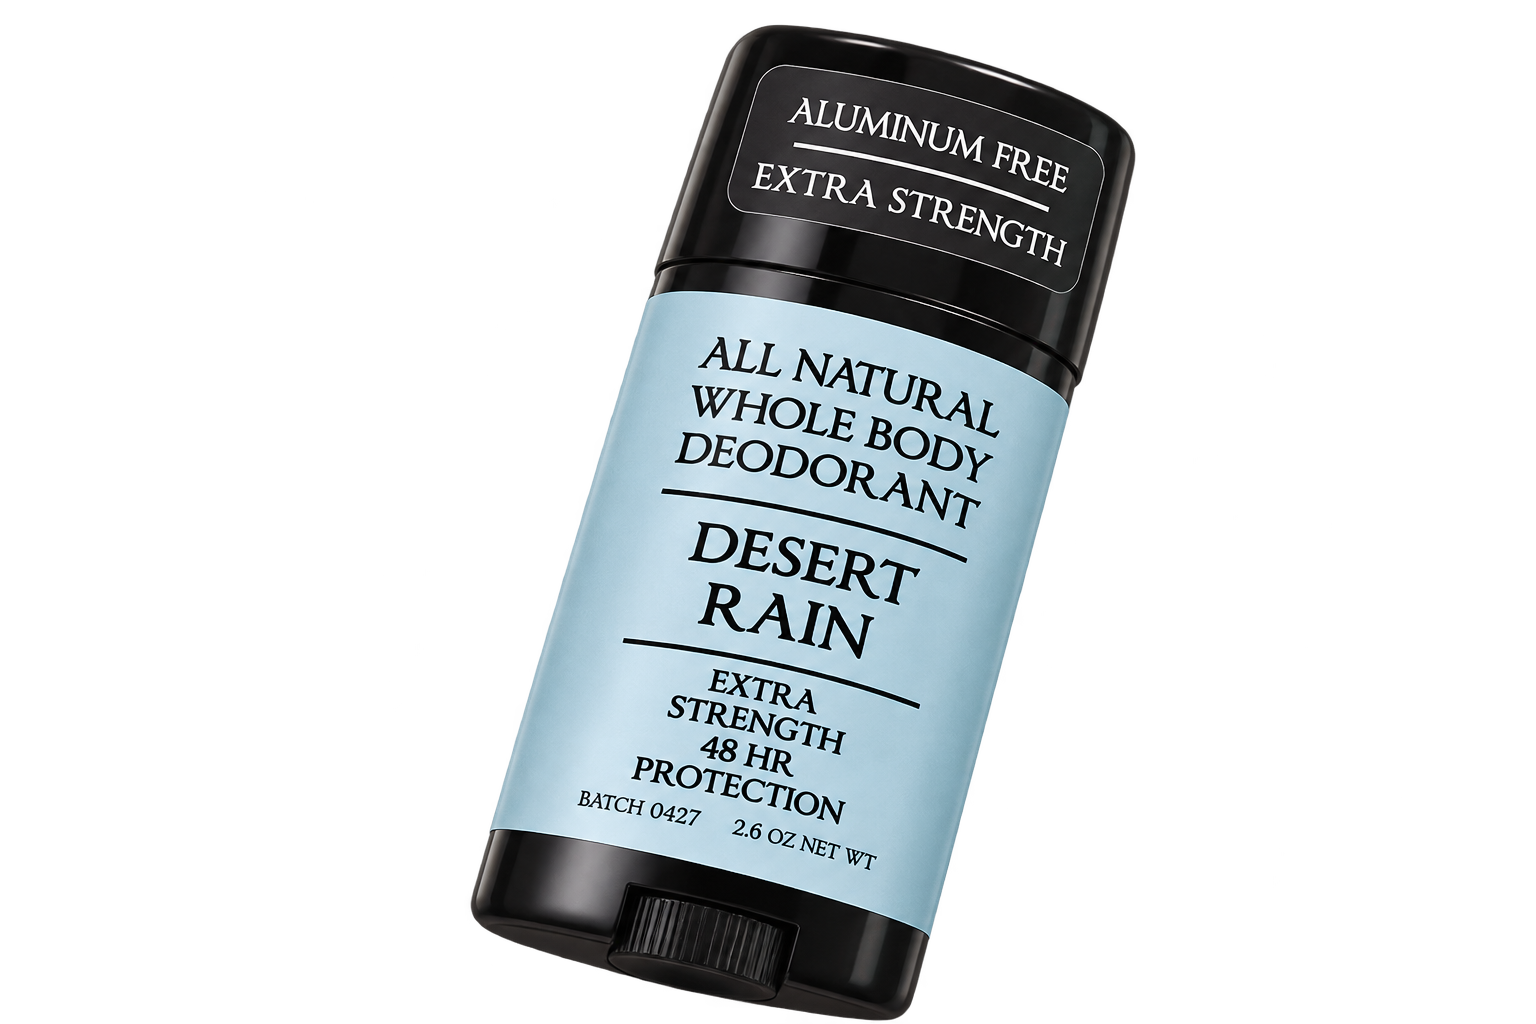 ALUMINUM FREE
EXTRA STRENGTH
ALL NATURAL
WHOLE BODY
DEODORANT
DESERT
RAIN
EXTRA
STRENGTH
48 HR
PROTECTION
BATCH 0427 2.6 OZ NET WT